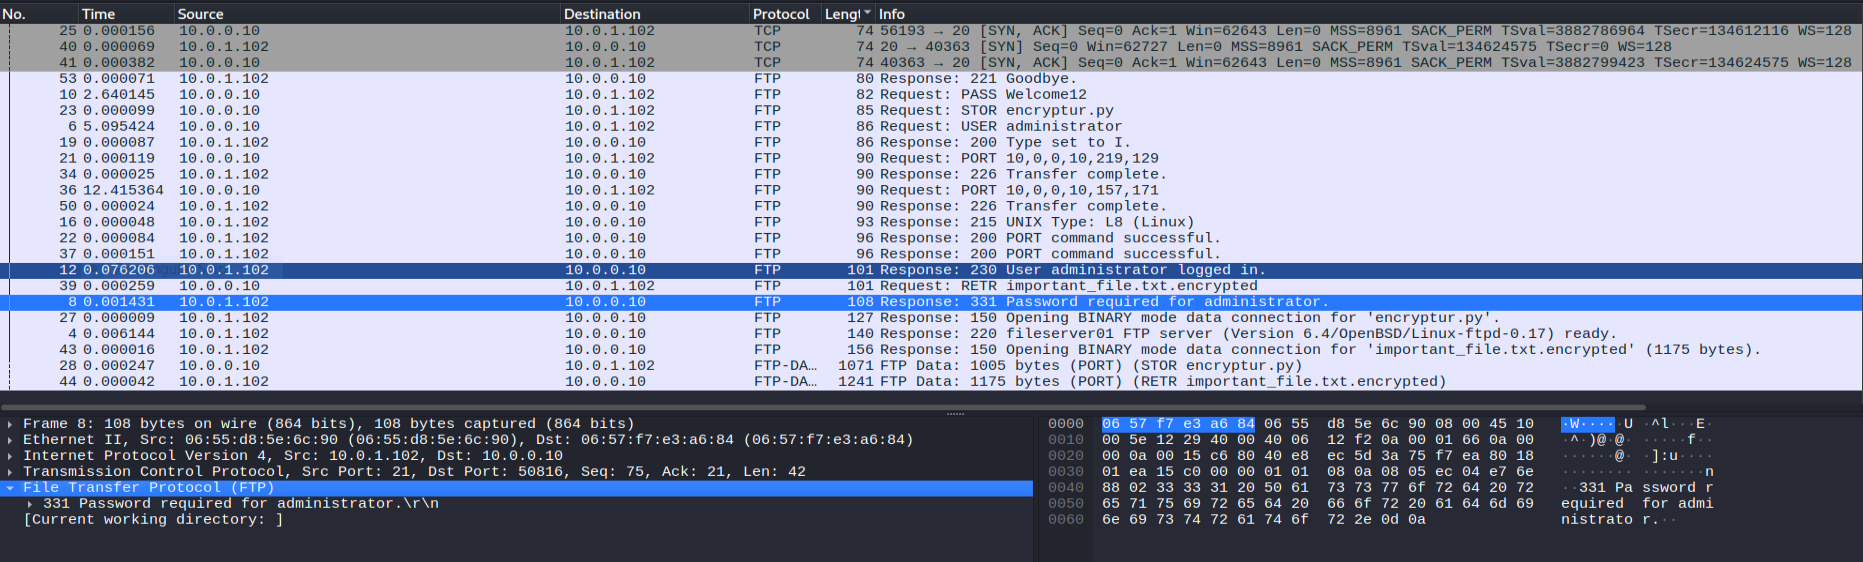 No. Time Source Destination Protocol Lengt Info
25 0.000156 10.0.0.10 10.0.1.102 TCP 74 56193 → 20 [SYN, ACK] Seq=0 Ack=1 Win=62643 Len=0 MSS=8961 SACK_PERM TSval=3882786964 TSecr=134612116 WS=128
40 0.000069 10.0.1.102 10.0.0.10 TCP 74 20 → 40363 [SYN] Seq=0 Win=62727 Len=0 MSS=8961 SACK_PERM TSval=134624575 TSecr=0 WS=128
41 0.000382 10.0.0.10 10.0.1.102 TCP 74 40363 → 20 [SYN, ACK] Seq=0 Ack=1 Win=62643 Len=0 MSS=8961 SACK_PERM TSval=3882799423 TSecr=134624575 WS=128
53 0.000071 10.0.1.102 10.0.0.10 FTP 80 Response: 221 Goodbye.
10 2.640145 10.0.0.10 10.0.1.102 FTP 82 Request: PASS Welcome12
23 0.000099 10.0.0.10 10.0.1.102 FTP 85 Request: STOR encryptur.py
6 5.095424 10.0.0.10 10.0.1.102 FTP 86 Request: USER administrator
19 0.000087 10.0.1.102 10.0.0.10 FTP 86 Response: 200 Type set to I.
21 0.000119 10.0.0.10 10.0.1.102 FTP 90 Request: PORT 10,0,0,10,219,129
34 0.000025 10.0.1.102 10.0.0.10 FTP 90 Response: 226 Transfer complete.
36 12.415364 10.0.0.10 10.0.1.102 FTP 90 Request: PORT 10,0,0,10,157,171
50 0.000024 10.0.1.102 10.0.0.10 FTP 90 Response: 226 Transfer complete.
16 0.000048 10.0.1.102 10.0.0.10 FTP 93 Response: 215 UNIX Type: L8 (Linux)
22 0.000084 10.0.1.102 10.0.0.10 FTP 96 Response: 200 PORT command successful.
37 0.000151 10.0.1.102 10.0.0.10 FTP 96 Response: 200 PORT command successful.
12 0.076206 10.0.1.102 10.0.0.10 FTP 101 Response: 230 User administrator logged in.
39 0.000259 10.0.0.10 10.0.1.102 FTP 101 Request: RETR important_file.txt.encrypted
8 0.001431 10.0.1.102 10.0.0.10 FTP 108 Response: 331 Password required for administrator.
27 0.000009 10.0.1.102 10.0.0.10 FTP 127 Response: 150 Opening BINARY mode data connection for 'encryptur.py'.
4 0.006144 10.0.1.102 10.0.0.10 FTP 140 Response: 220 fileserver01 FTP server (Version 6.4/OpenBSD/Linux-ftpd-0.17) ready.
43 0.000016 10.0.1.102 10.0.0.10 FTP 156 Response: 150 Opening BINARY mode data connection for 'important_file.txt.encrypted' (1175 bytes).
28 0.000247 10.0.0.10 10.0.1.102 FTP-DA… 1071 FTP Data: 1005 bytes (PORT) (STOR encryptur.py)
44 0.000042 10.0.1.102 10.0.0.10 FTP-DA… 1241 FTP Data: 1175 bytes (PORT) (RETR important_file.txt.encrypted)
Frame 8: 108 bytes on wire (864 bits), 108 bytes captured (864 bits)
Ethernet II, Src: 06:55:d8:5e:6c:90 (06:55:d8:5e:6c:90), Dst: 06:57:f7:e3:a6:84 (06:57:f7:e3:a6:84)
Internet Protocol Version 4, Src: 10.0.1.102, Dst: 10.0.0.10
Transmission Control Protocol, Src Port: 21, Dst Port: 50816, Seq: 75, Ack: 21, Len: 42
File Transfer Protocol (FTP)
331 Password required for administrator.\r\n
[Current working directory: ]
0000 06 57 f7 e3 a6 84 06 55 d8 5e 6c 90 08 00 45 10 ·W·····U ·^l···E·
0010 00 5e 12 29 40 00 40 06 12 f2 0a 00 01 66 0a 00 ·^·)@·@· ·····f··
0020 00 0a 00 15 c6 80 40 e8 ec 5d 3a 75 f7 ea 80 18 ······@· ·]:u····
0030 01 ea 15 c0 00 00 01 01 08 0a 08 05 ec 04 e7 6e ········ ·······n
0040 88 02 33 33 31 20 50 61 73 73 77 6f 72 64 20 72 ··331 Pa ssword r
0050 65 71 75 69 72 65 64 20 66 6f 72 20 61 64 6d 69 equired for admi
0060 6e 69 73 74 72 61 74 6f 72 2e 0d 0a nistrato r.··